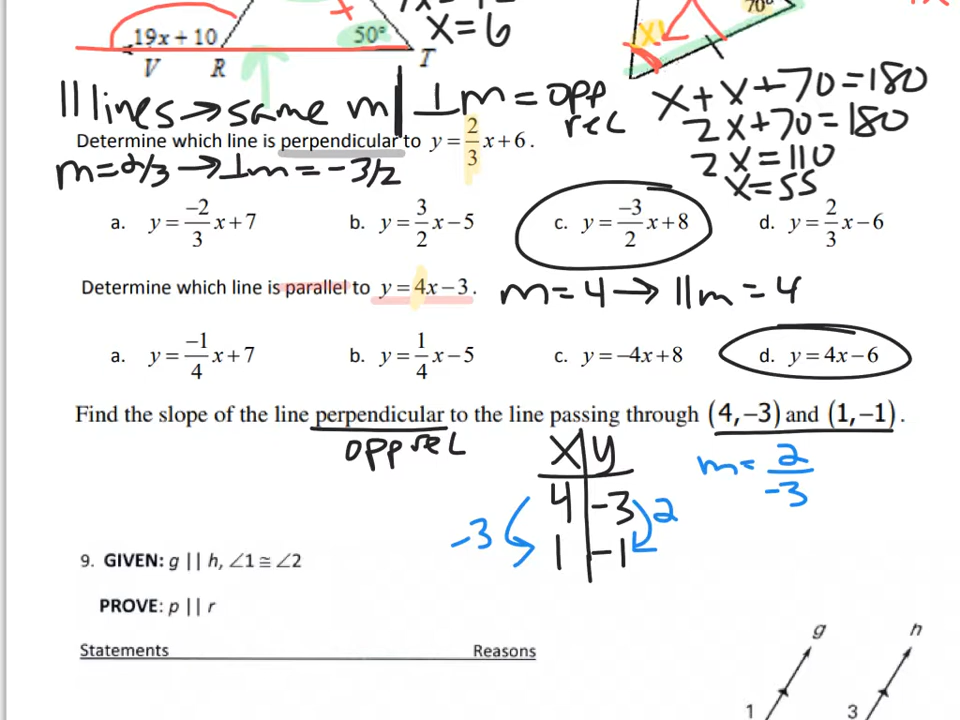 70°
19x + 10
50°
x = 6
x
T
V R
|| lines → same m | ⊥m = opp rec
x + x + 70 = 180
2x + 70 = 180
2x = 110
x = 55
Determine which line is perpendicular to y = 2/3 x + 6.
m = 2/3 → ⊥m = -3/2
a. y = -2/3 x + 7 b. y = 3/2 x − 5 c. y = -3/2 x + 8 d. y = 2/3 x − 6
Determine which line is parallel to y = 4x − 3.
m = 4 → ||m = 4
a. y = -1/4 x + 7 b. y = 1/4 x − 5 c. y = −4x + 8 d. y = 4x − 6
Find the slope of the line perpendicular to the line passing through (4,−3) and (1,−1).
opp rec
x y
4 -3
1 -1
-3
2
m = 2/-3
9. GIVEN: g || h, ∠1 ≅ ∠2
PROVE: p || r
Statements Reasons
g h
1 3